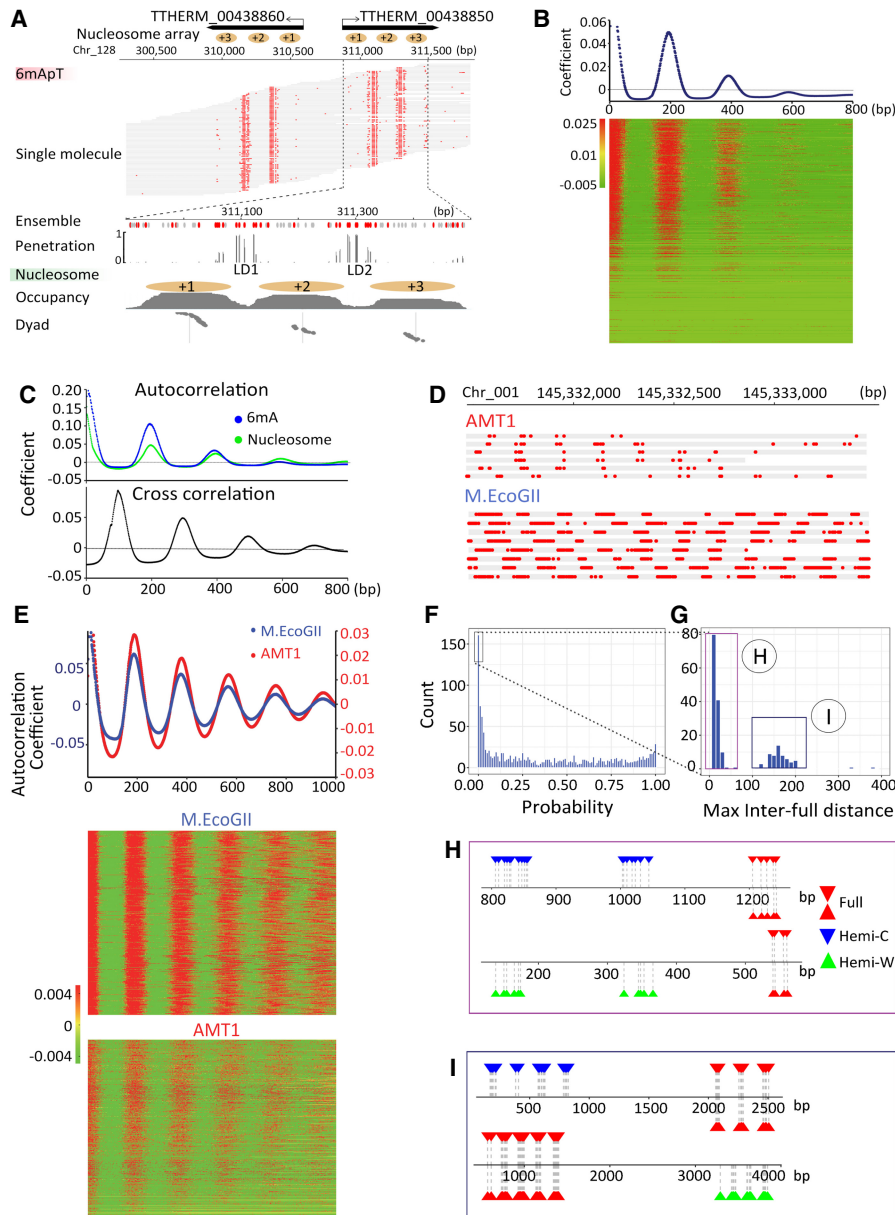 A
TTHERM_00438860
TTHERM_00438850
Nucleosome array
+3 +2 +1 +1 +2 +3
Chr_128 300,500 310,000 310,500 311,000 311,500 (bp)
6mApT
Single molecule
311,100 311,300 (bp)
Ensemble
Penetration
1
0
LD1 LD2
Nucleosome
+1 +2 +3
Occupancy
Dyad
B
Coefficient
0.06
0.04
0.02
0
0 200 400 600 800 (bp)
0.025
0.01
-0.005
C
Autocorrelation
Coefficient
0.20
0.15
0.10
0.05
0
-0.05
6mA
Nucleosome
Cross correlation
0.05
0
-0.05
0 200 400 600 800 (bp)
D
Chr_001 145,332,000 145,332,500 145,333,000 (bp)
AMT1
M.EcoGII
E
Autocorrelation
Coefficient
0.05
0
-0.05
M.EcoGII
AMT1
0.03
0.02
0.01
0
-0.01
-0.02
-0.03
0 200 400 600 800 1000
M.EcoGII
0.004
0
-0.004
AMT1
F
Count
150
100
50
0
0.00 0.25 0.50 0.75 1.00
Probability
G
80
60
40
20
0
H
I
0 100 200 300 400
Max Inter-full distance
H
800 900 1000 1100 1200 bp
200 300 400 500 bp
Full
Hemi-C
Hemi-W
I
500 1000 1500 2000 2500 bp
1000 2000 3000 4000 bp